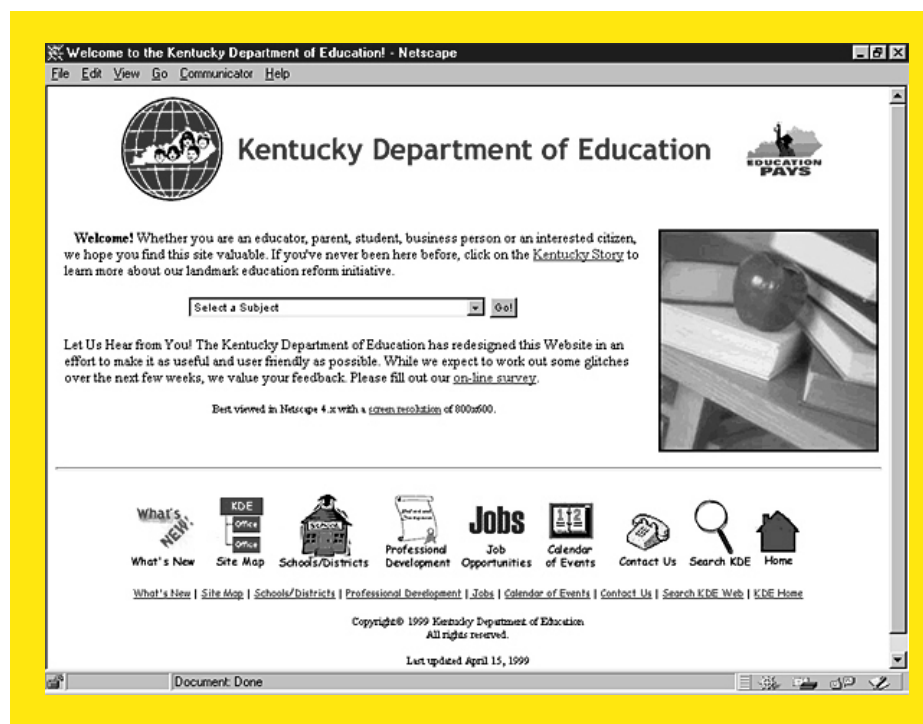 Welcome to the Kentucky Department of Education! - Netscape
File Edit View Go Communicator Help
Kentucky Department of Education
EDUCATION
PAYS
Welcome! Whether you are an educator, parent, student, business person or an interested citizen,
we hope you find this site valuable. If you've never been here before, click on the Kentucky Story to
learn more about our landmark education reform initiative.
Select a Subject
Go!
Let Us Hear from You! The Kentucky Department of Education has redesigned this Website in an
effort to make it as useful and user friendly as possible. While we expect to work out some glitches
over the next few weeks, we value your feedback. Please fill out our on-line survey.
Best viewed in Netscape 4.x with a screen resolution of 800x600.
What's
NEW!
KDE
Office
Office
SCHOOL
Jobs
12
What's New
Site Map
Schools/Districts
Professional
Development
Job
Opportunities
Calendar
of Events
Contact Us
Search KDE
Home
What's New | Site Map | Schools/Districts | Professional Development | Jobs | Calendar of Events | Contact Us | Search KDE Web | KDE Home
Copyright© 1999 Kentucky Department of Education
All rights reserved.
Last updated April 15, 1999
Document: Done